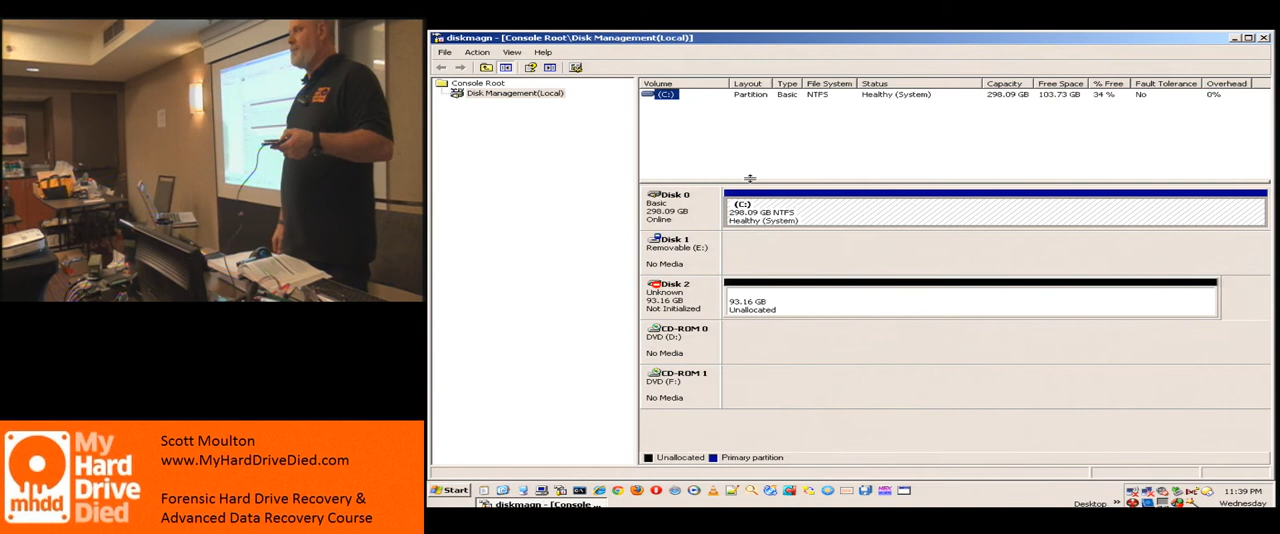 diskmagn - [Console Root\Disk Management(Local)]
File Action View Help
Console Root
Disk Management(Local)
Volume Layout Type File System Status Capacity Free Space % Free Fault Tolerance Overhead
(C:) Partition Basic NTFS Healthy (System) 298.09 GB 103.73 GB 34 % No 0%
Disk 0
Basic
298.09 GB
Online
(C:)
298.09 GB NTFS
Healthy (System)
Disk 1
Removable (E:)
No Media
Disk 2
Unknown
93.16 GB
Not Initialized
93.16 GB
Unallocated
CD-ROM 0
DVD (D:)
No Media
CD-ROM 1
DVD (F:)
No Media
Unallocated Primary partition
Start
11:39 PM
diskmagn - [Console ...
Desktop »
Wednesday
My
Hard
Drive
Died
mhdd
Scott Moulton
www.MyHardDriveDied.com
Forensic Hard Drive Recovery &
Advanced Data Recovery Course